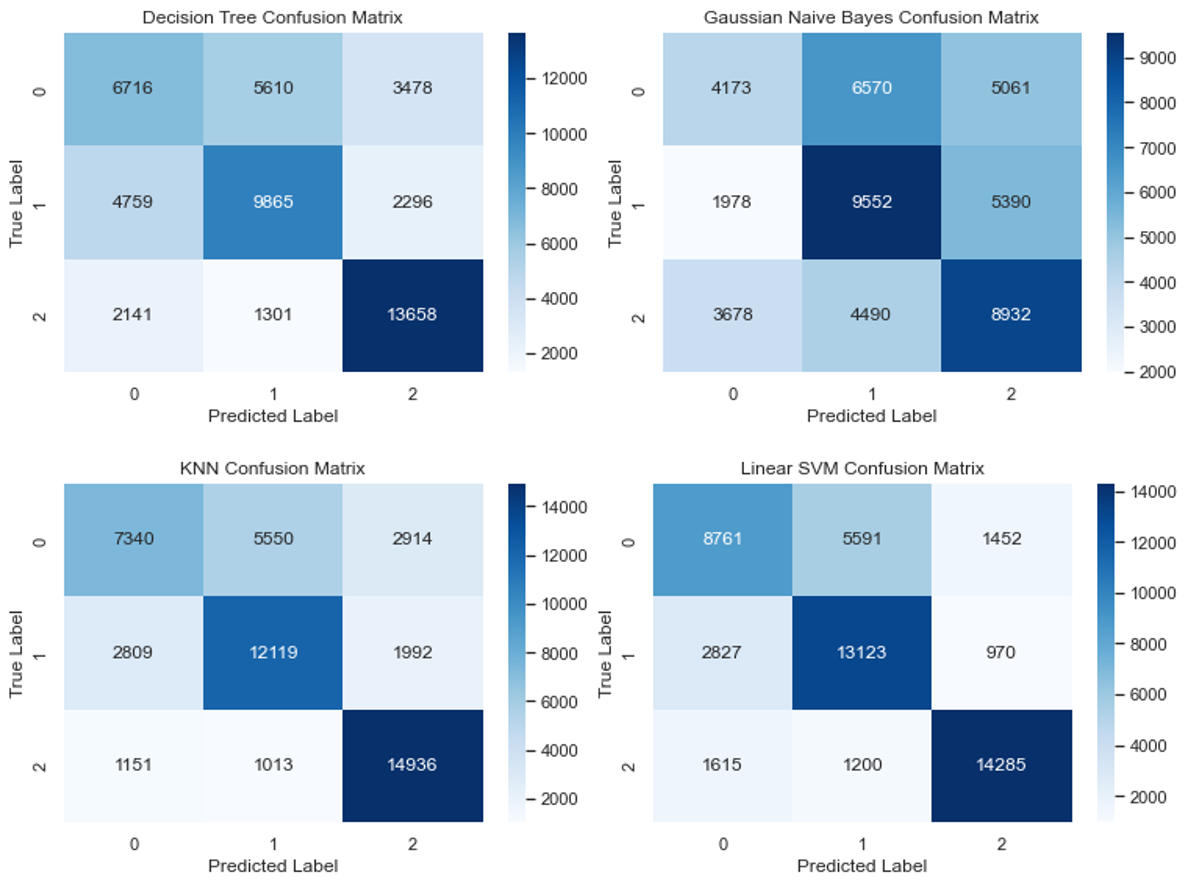 Decision Tree Confusion Matrix
0 6716 5610 3478
1 4759 9865 2296
2 2141 1301 13658
0 1 2
Predicted Label
True Label
12000
10000
8000
6000
4000
2000
Gaussian Naive Bayes Confusion Matrix
0 4173 6570 5061
1 1978 9552 5390
2 3678 4490 8932
0 1 2
Predicted Label
True Label
9000
8000
7000
6000
5000
4000
3000
2000
KNN Confusion Matrix
0 7340 5550 2914
1 2809 12119 1992
2 1151 1013 14936
0 1 2
Predicted Label
True Label
14000
12000
10000
8000
6000
4000
2000
Linear SVM Confusion Matrix
0 8761 5591 1452
1 2827 13123 970
2 1615 1200 14285
0 1 2
Predicted Label
True Label
14000
12000
10000
8000
6000
4000
2000